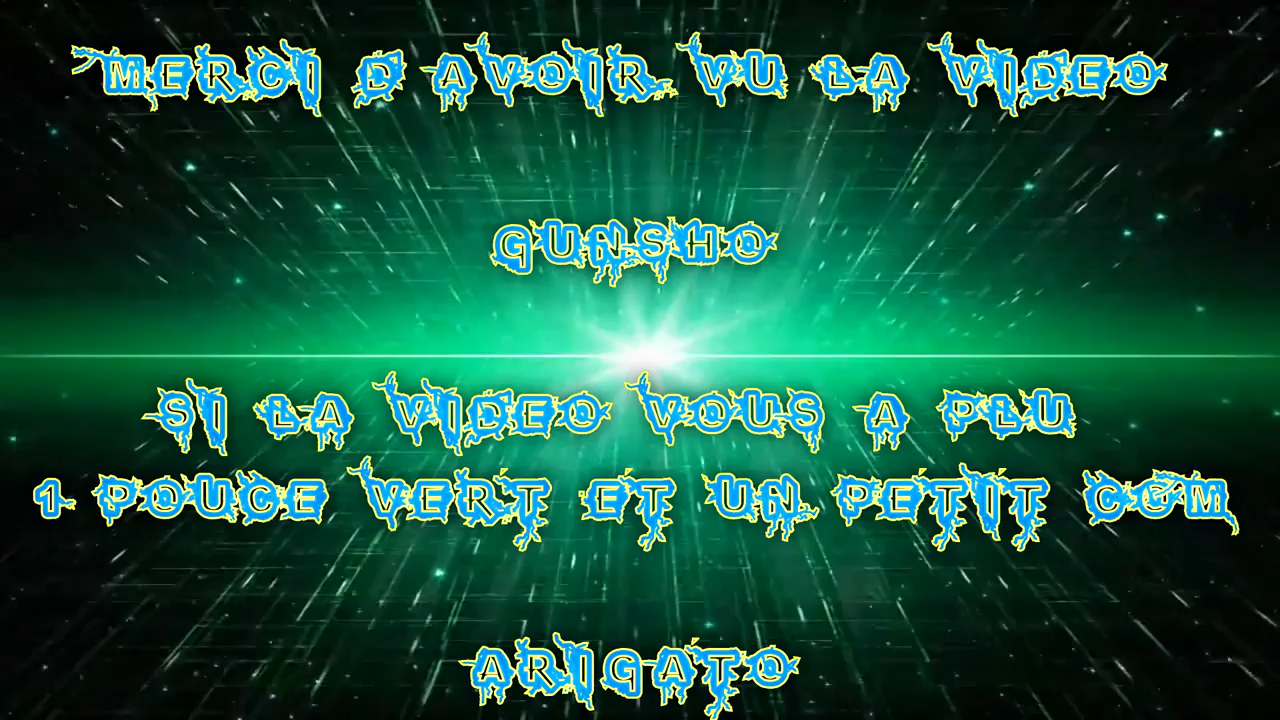 MERCI D AVOIR VU LA VIDEO
GUNSHO
SI LA VIDEO VOUS A PLU
1 POUCE VERT ET UN PETIT COM
ARIGATO